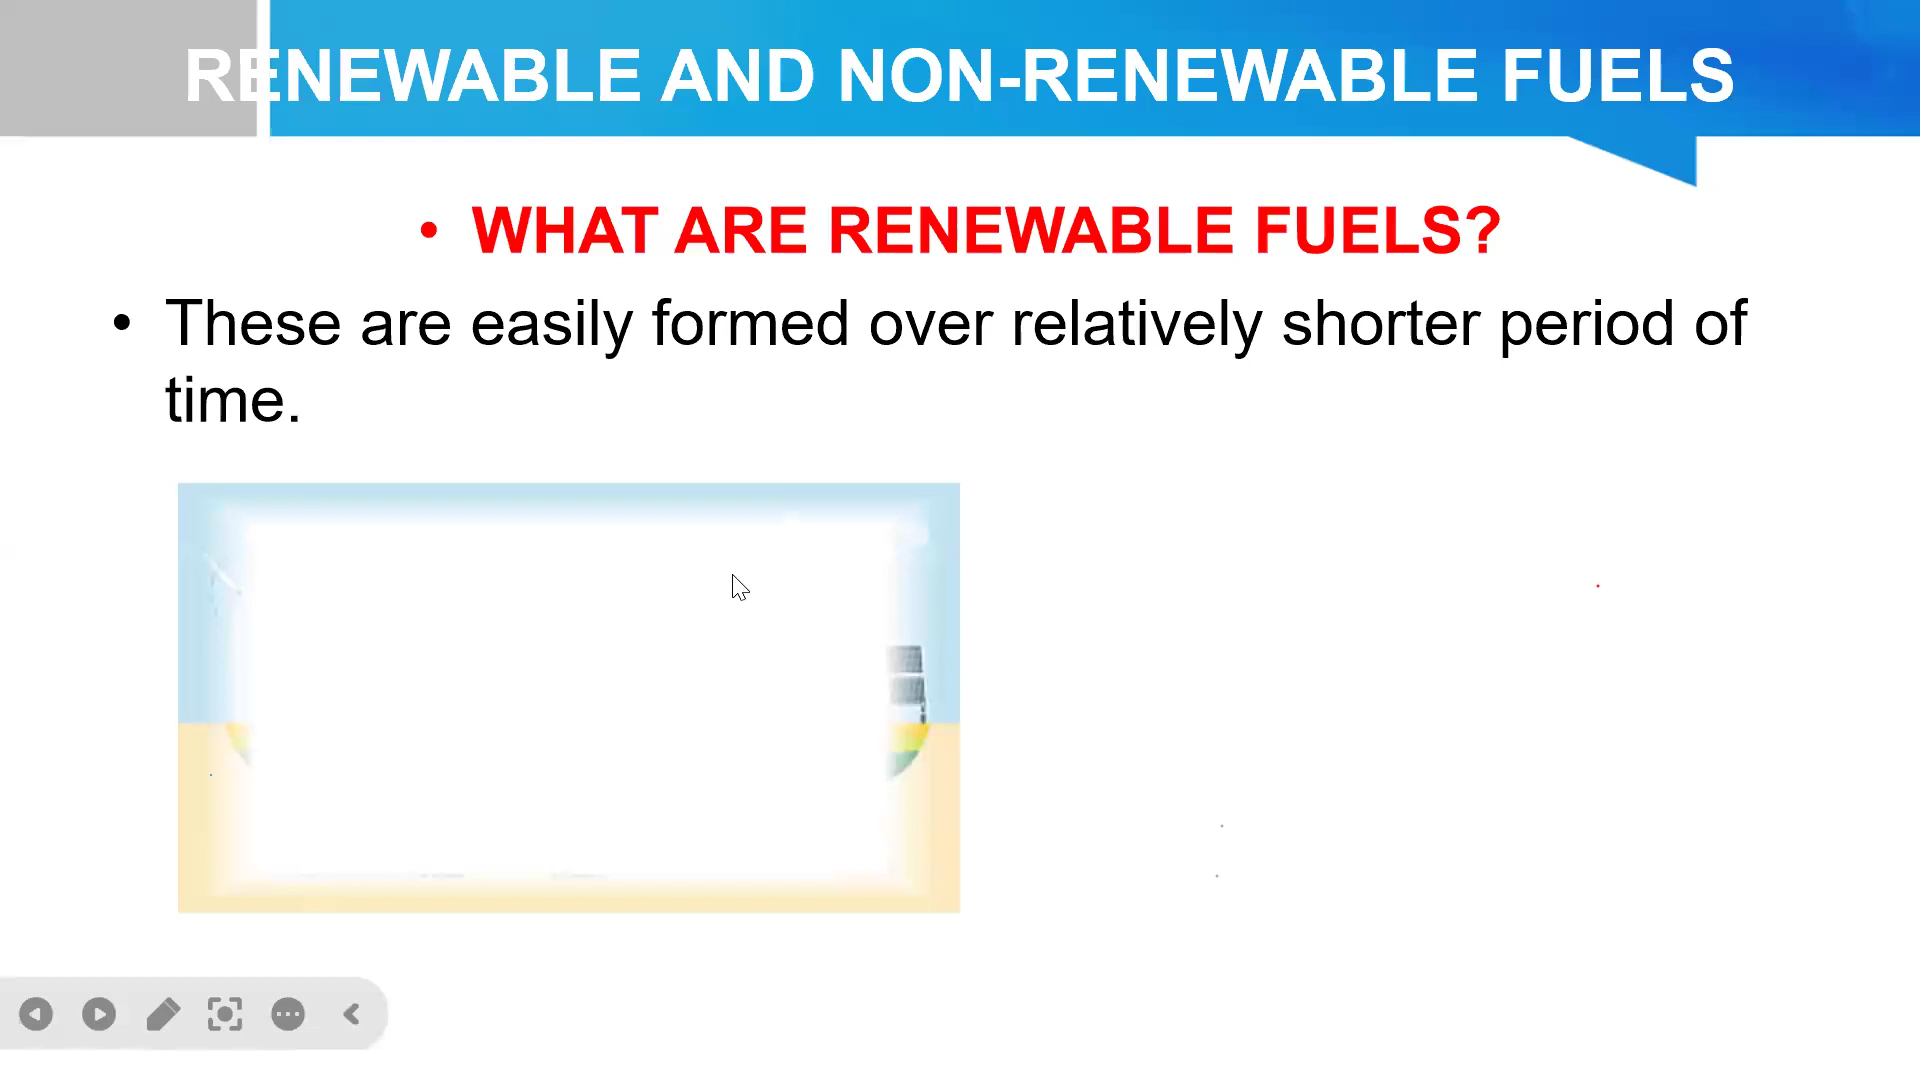 RENEWABLE AND NON-RENEWABLE FUELS
• WHAT ARE RENEWABLE FUELS?
• These are easily formed over relatively shorter period of
time.